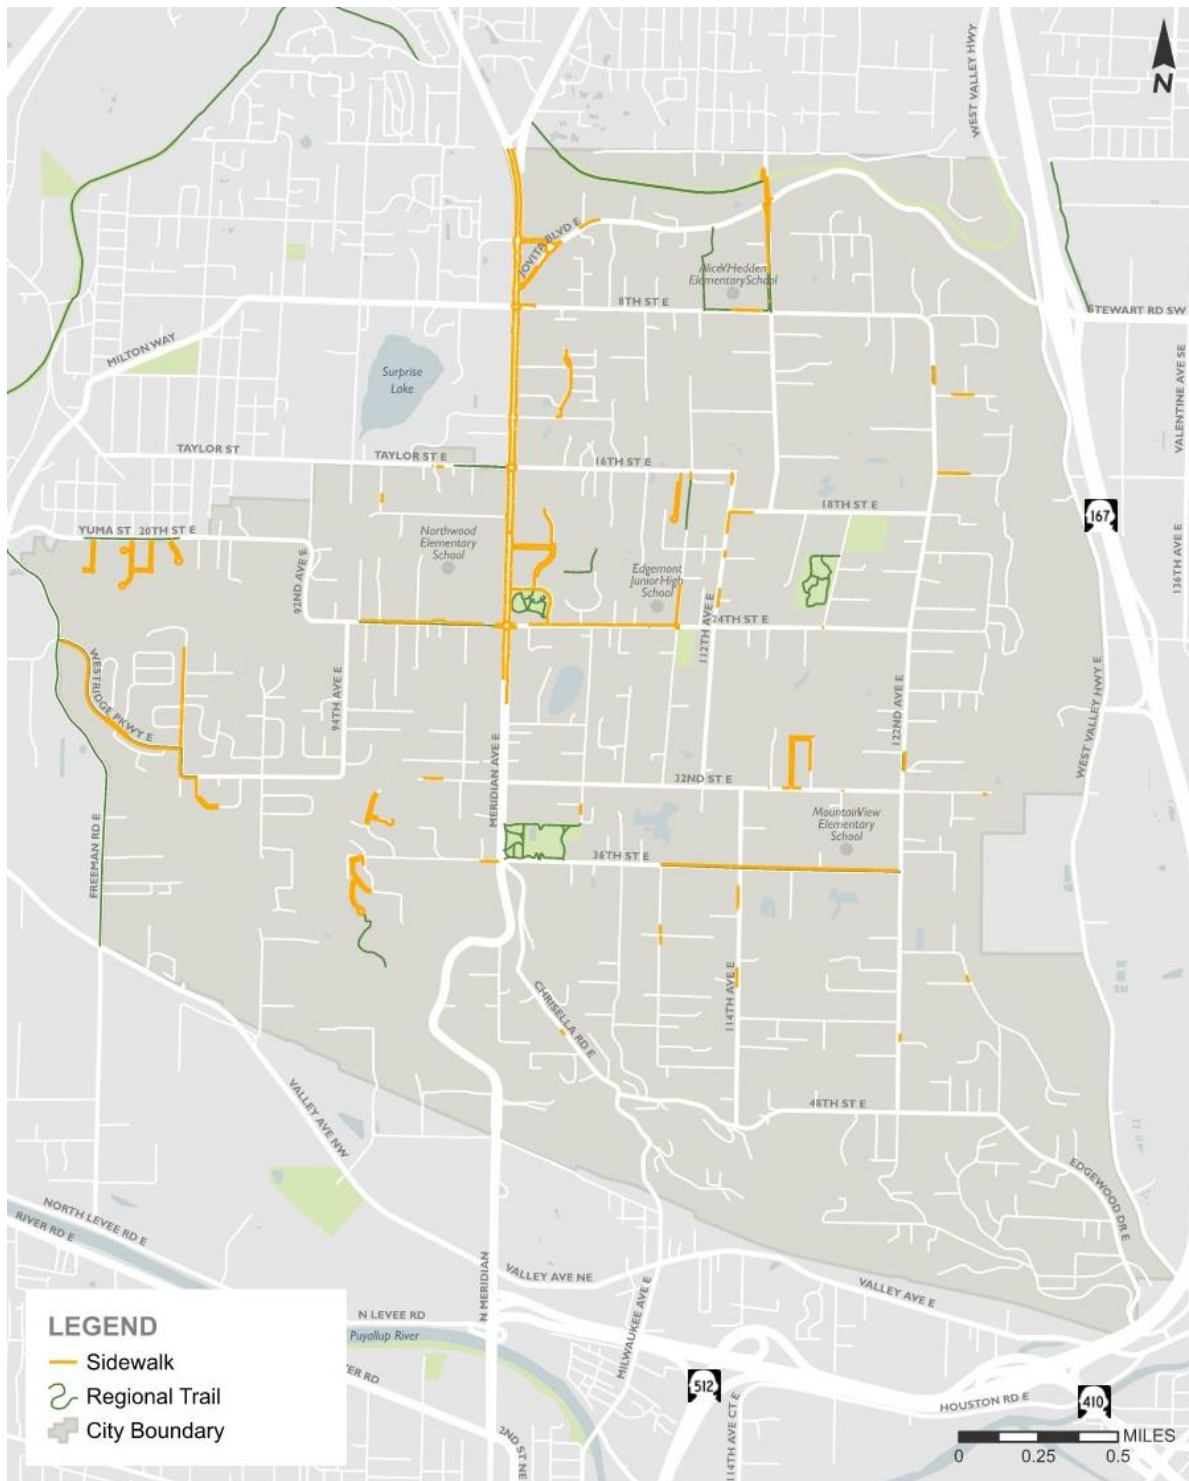 WEST VALLEY HWY
N
JOVITA BLVD E
AliceV.Hedden
ElementarySchool
8TH ST E
STEWART RD SW
MILTON WAY
Surprise
Lake
VALENTINE AVE SE
TAYLOR ST
TAYLOR ST E
16TH ST E
18TH ST E
167
YUMA ST
20TH ST E
Northwood
Elementary
School
136TH AVE E
92ND AVE E
Edgemont
JuniorHigh
School
112TH AVE E
24TH ST E
WESTRIDGE PKWY E
94TH AVE E
122ND AVE E
WEST VALLEY HWY E
MERIDIAN AVE E
32ND ST E
MountainView
Elementary
School
36TH ST E
FREEMAN RD E
CHRISELLA RD E
114TH AVE E
VALLEY AVE NW
48TH ST E
EDGEWOOD DR E
NORTH LEVEE RD E
RIVER RD E
N MERIDIAN
VALLEY AVE NE
VALLEY AVE E
MILWAUKEE AVE E
N LEVEE RD
Puyallup River
ER RD
512
114TH AVE CT E
HOUSTON RD E
410
2ND ST NE
LEGEND
Sidewalk
Regional Trail
City Boundary
MILES
0 0.25 0.5